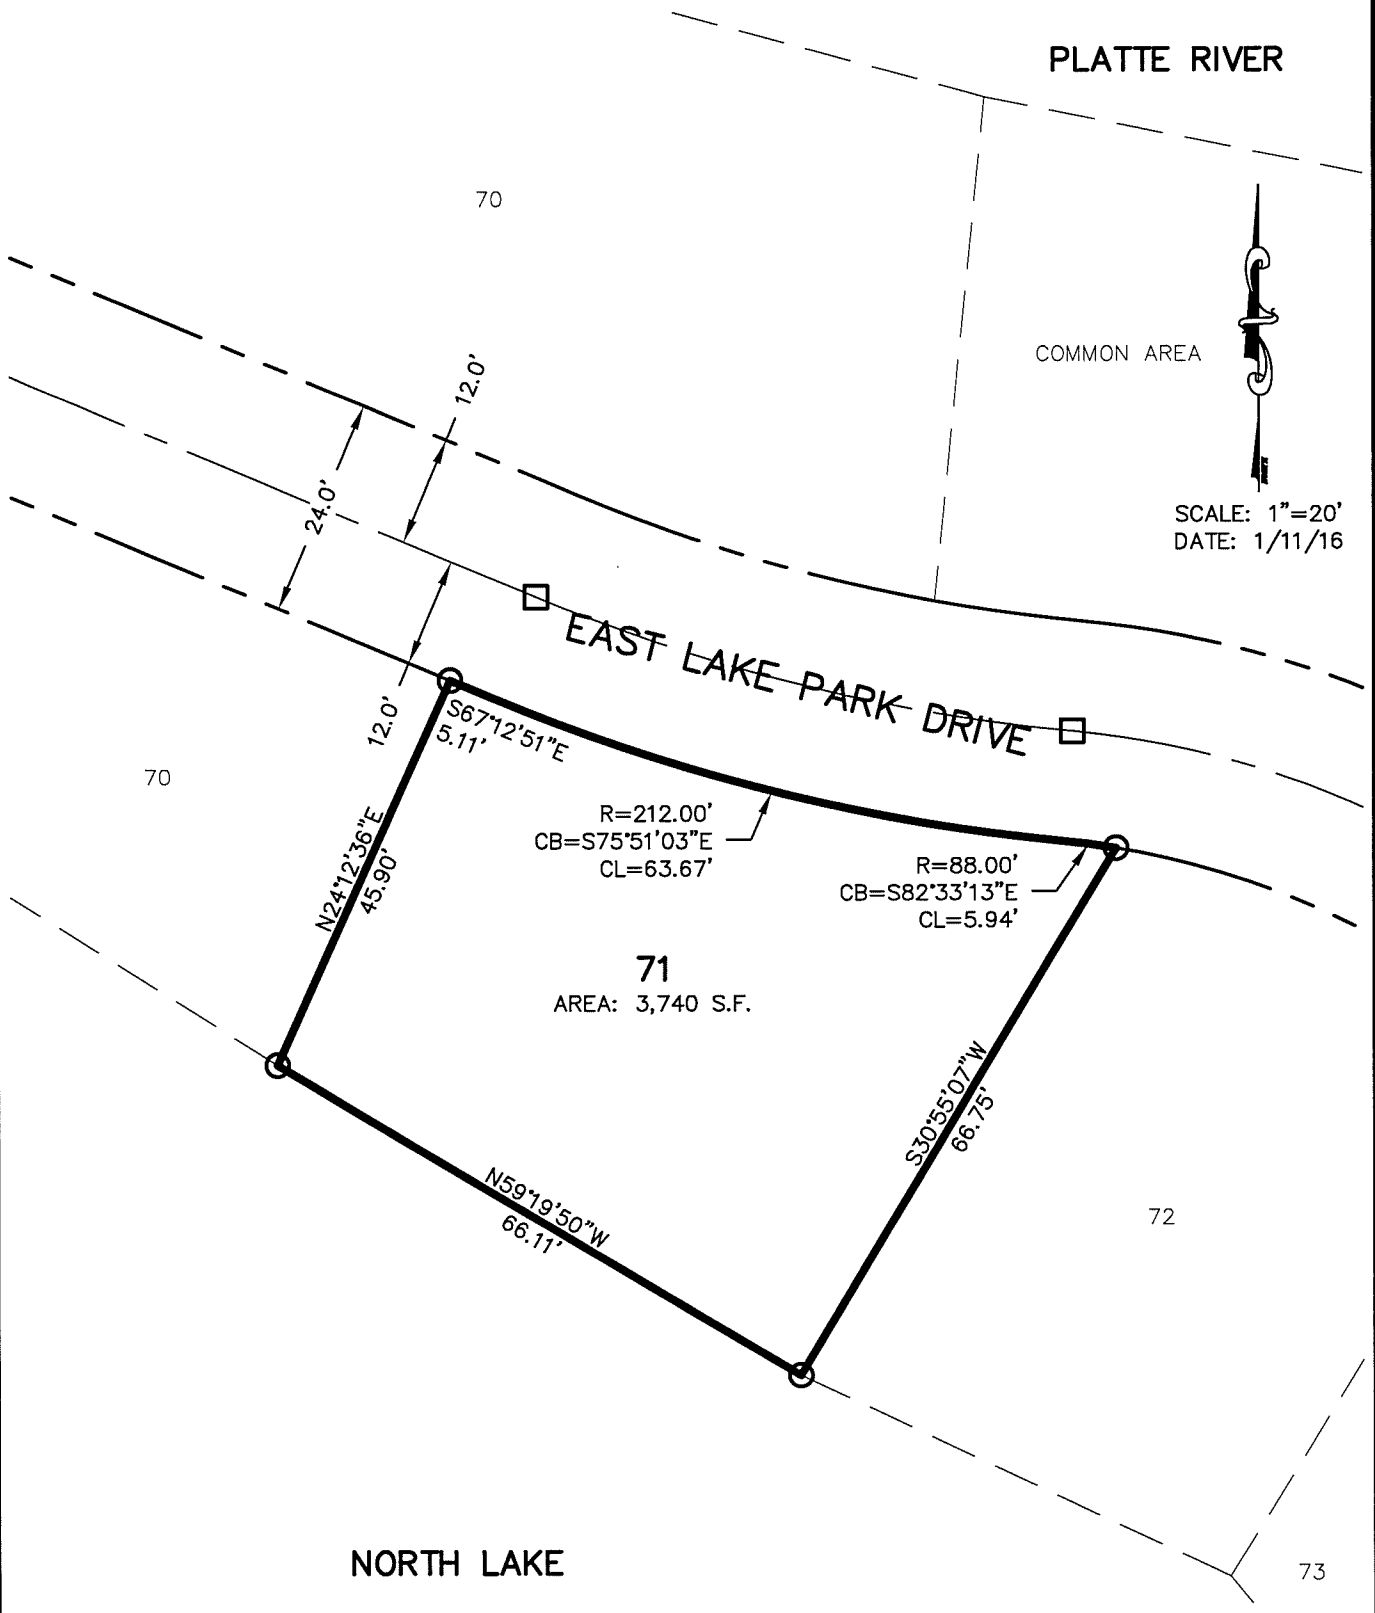 PLATTE RIVER
70
COMMON AREA
12.0'
24.0'
SCALE: 1"=20'
DATE: 1/11/16
EAST LAKE PARK DRIVE
12.0'
S67°12'51"E
5.11'
70
R=212.00'
CB=S75°51'03"E
CL=63.67'
R=88.00'
CB=S82°33'13"E
CL=5.94'
N24°12'36"E
45.90'
71
AREA: 3,740 S.F.
S30°55'07"W
66.75'
N59°19'50"W
66.11'
72
NORTH LAKE
73